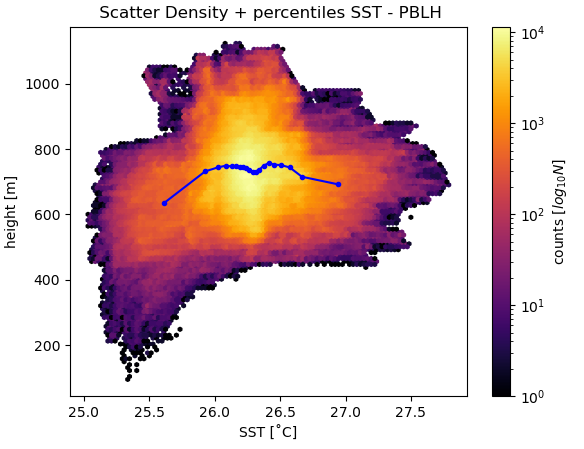 Scatter Density + percentiles SST - PBLH
height [m]
1000
800
600
400
200
25.0 25.5 26.0 26.5 27.0 27.5
SST [˚C]
10⁴
10³
10²
10¹
10⁰
counts [log₁₀N]